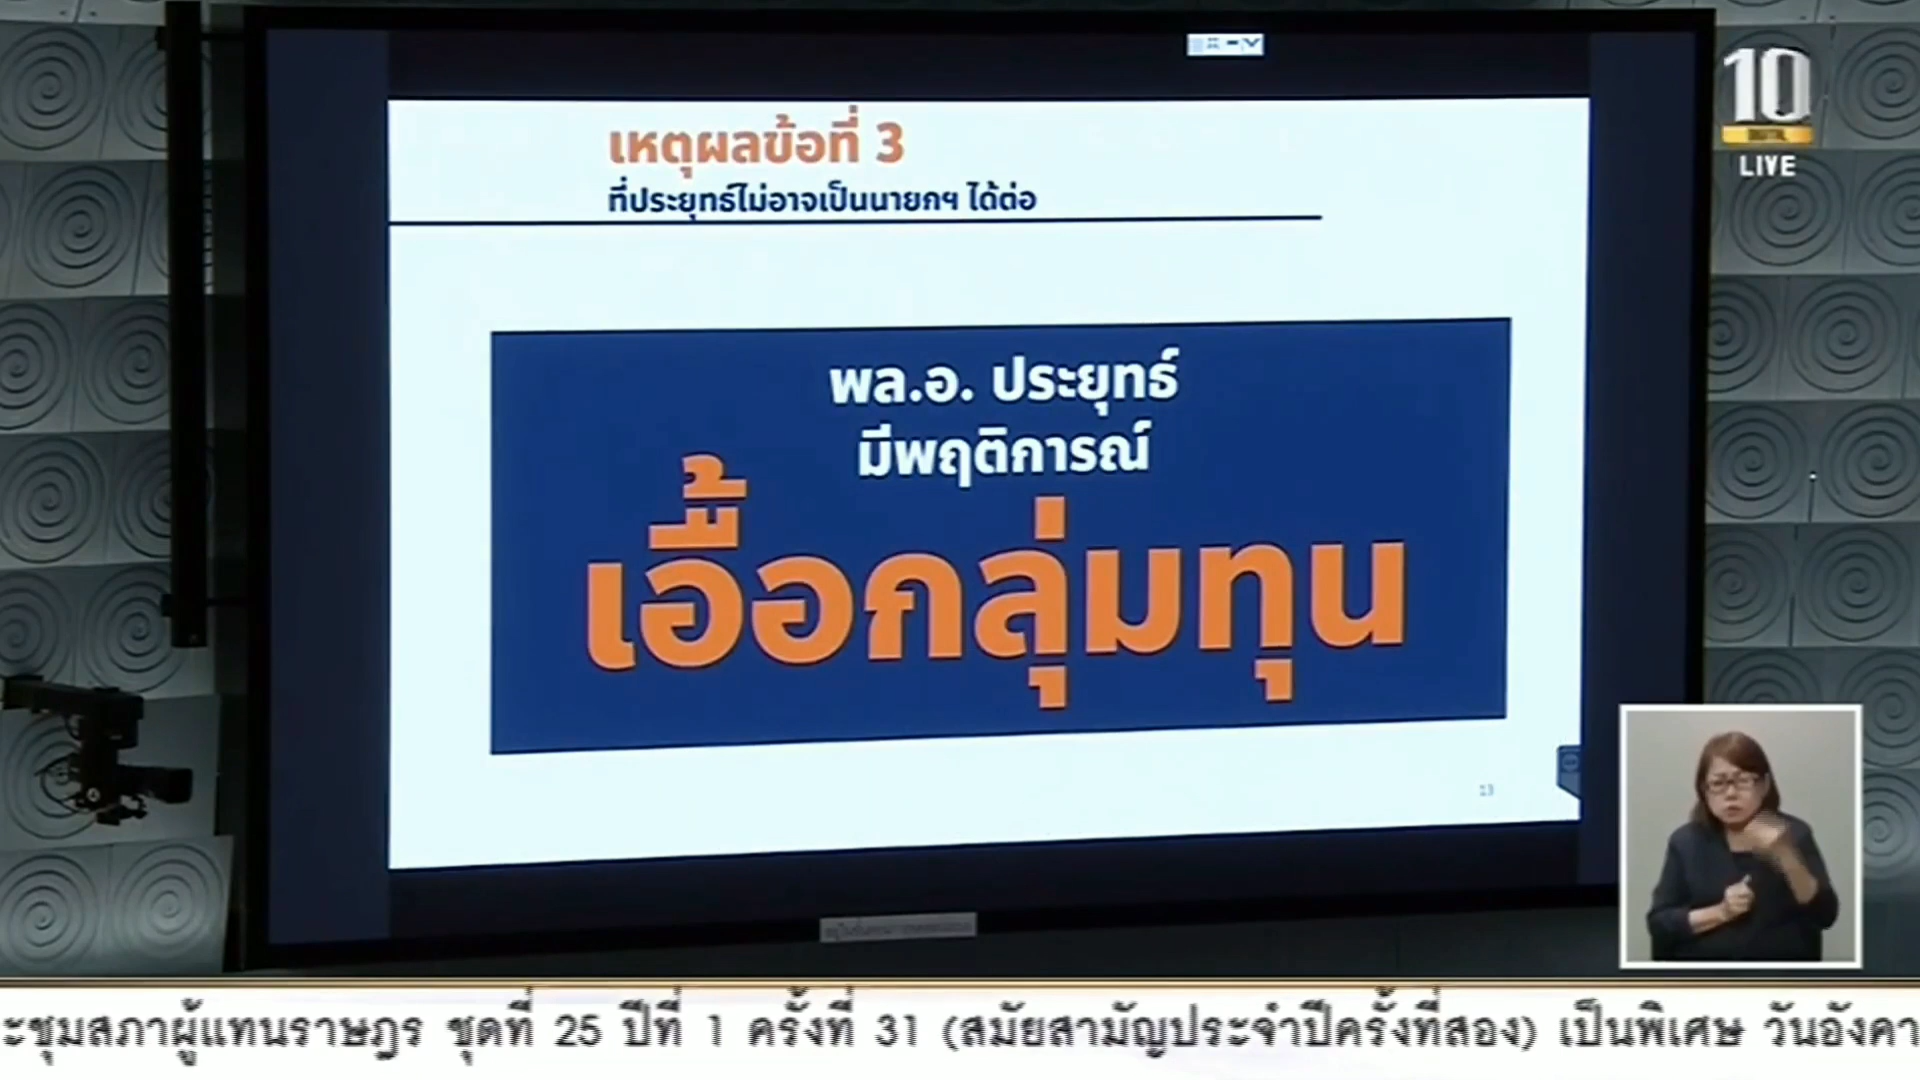 10
LIVE
เหตุผลข้อที่ 3
ที่ประยุทธ์ไม่อาจเป็นนายกฯ ได้ต่อ
พล.อ. ประยุทธ์
มีพฤติการณ์
เอื้อกลุ่มทุน
13
ะชุมสภาผู้แทนราษฎร ชุดที่ 25 ปีที่ 1 ครั้งที่ 31 (สมัยสามัญประจำปีครั้งที่สอง) เป็นพิเศษ วันอังคา